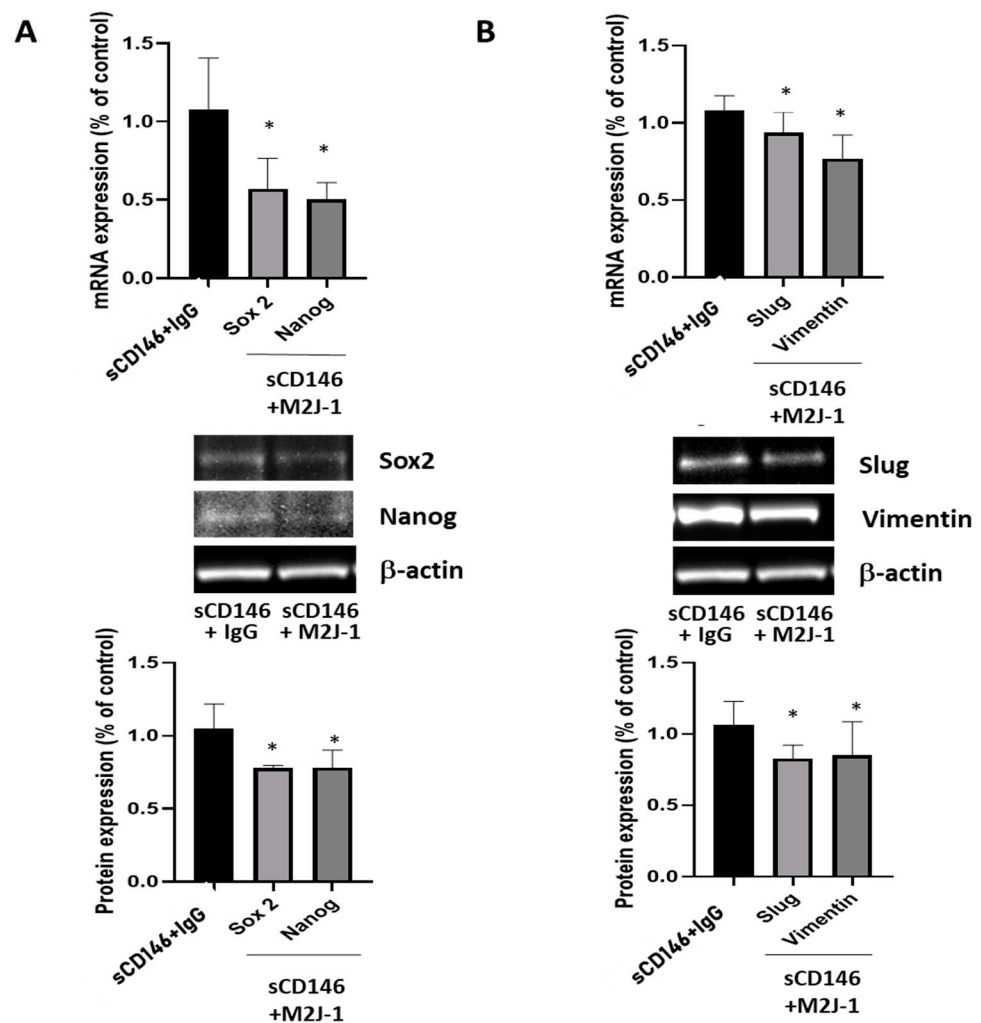 A
mRNA expression (% of control)
1.5
1.0
0.5
0.0
*
*
sCD146+IgG
Sox 2
Nanog
sCD146
+M2J-1
Sox2
Nanog
β-actin
sCD146
+ IgG
sCD146
+ M2J-1
Protein expression (% of control)
1.5
1.0
0.5
0.0
*
*
sCD146+IgG
Sox 2
Nanog
sCD146
+M2J-1
B
mRNA expression (% of control)
1.5
1.0
0.5
0.0
*
*
sCD146+IgG
Slug
Vimentin
sCD146
+M2J-1
Slug
Vimentin
β-actin
sCD146
+ IgG
sCD146
+ M2J-1
Protein expression (% of control)
1.5
1.0
0.5
0.0
*
*
sCD146+IgG
Slug
Vimentin
sCD146
+M2J-1